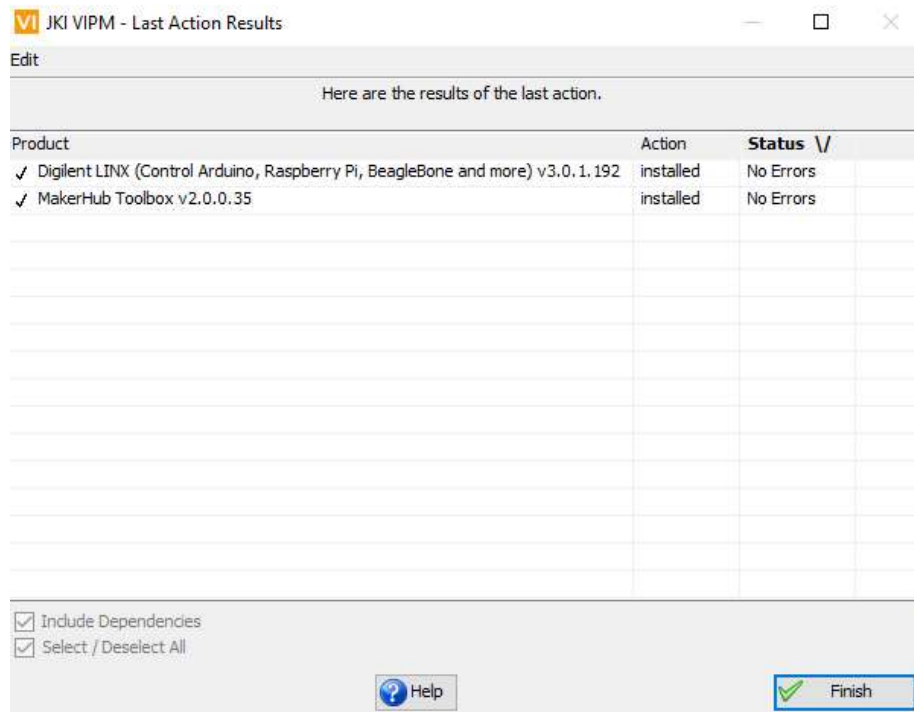 VI JKI VIPM - Last Action Results
Edit
Here are the results of the last action.
Product Action Status \/
Digilent LINX (Control Arduino, Raspberry Pi, BeagleBone and more) v3.0.1.192 installed No Errors
MakerHub Toolbox v2.0.0.35 installed No Errors
Include Dependencies
Select / Deselect All
? Help Finish